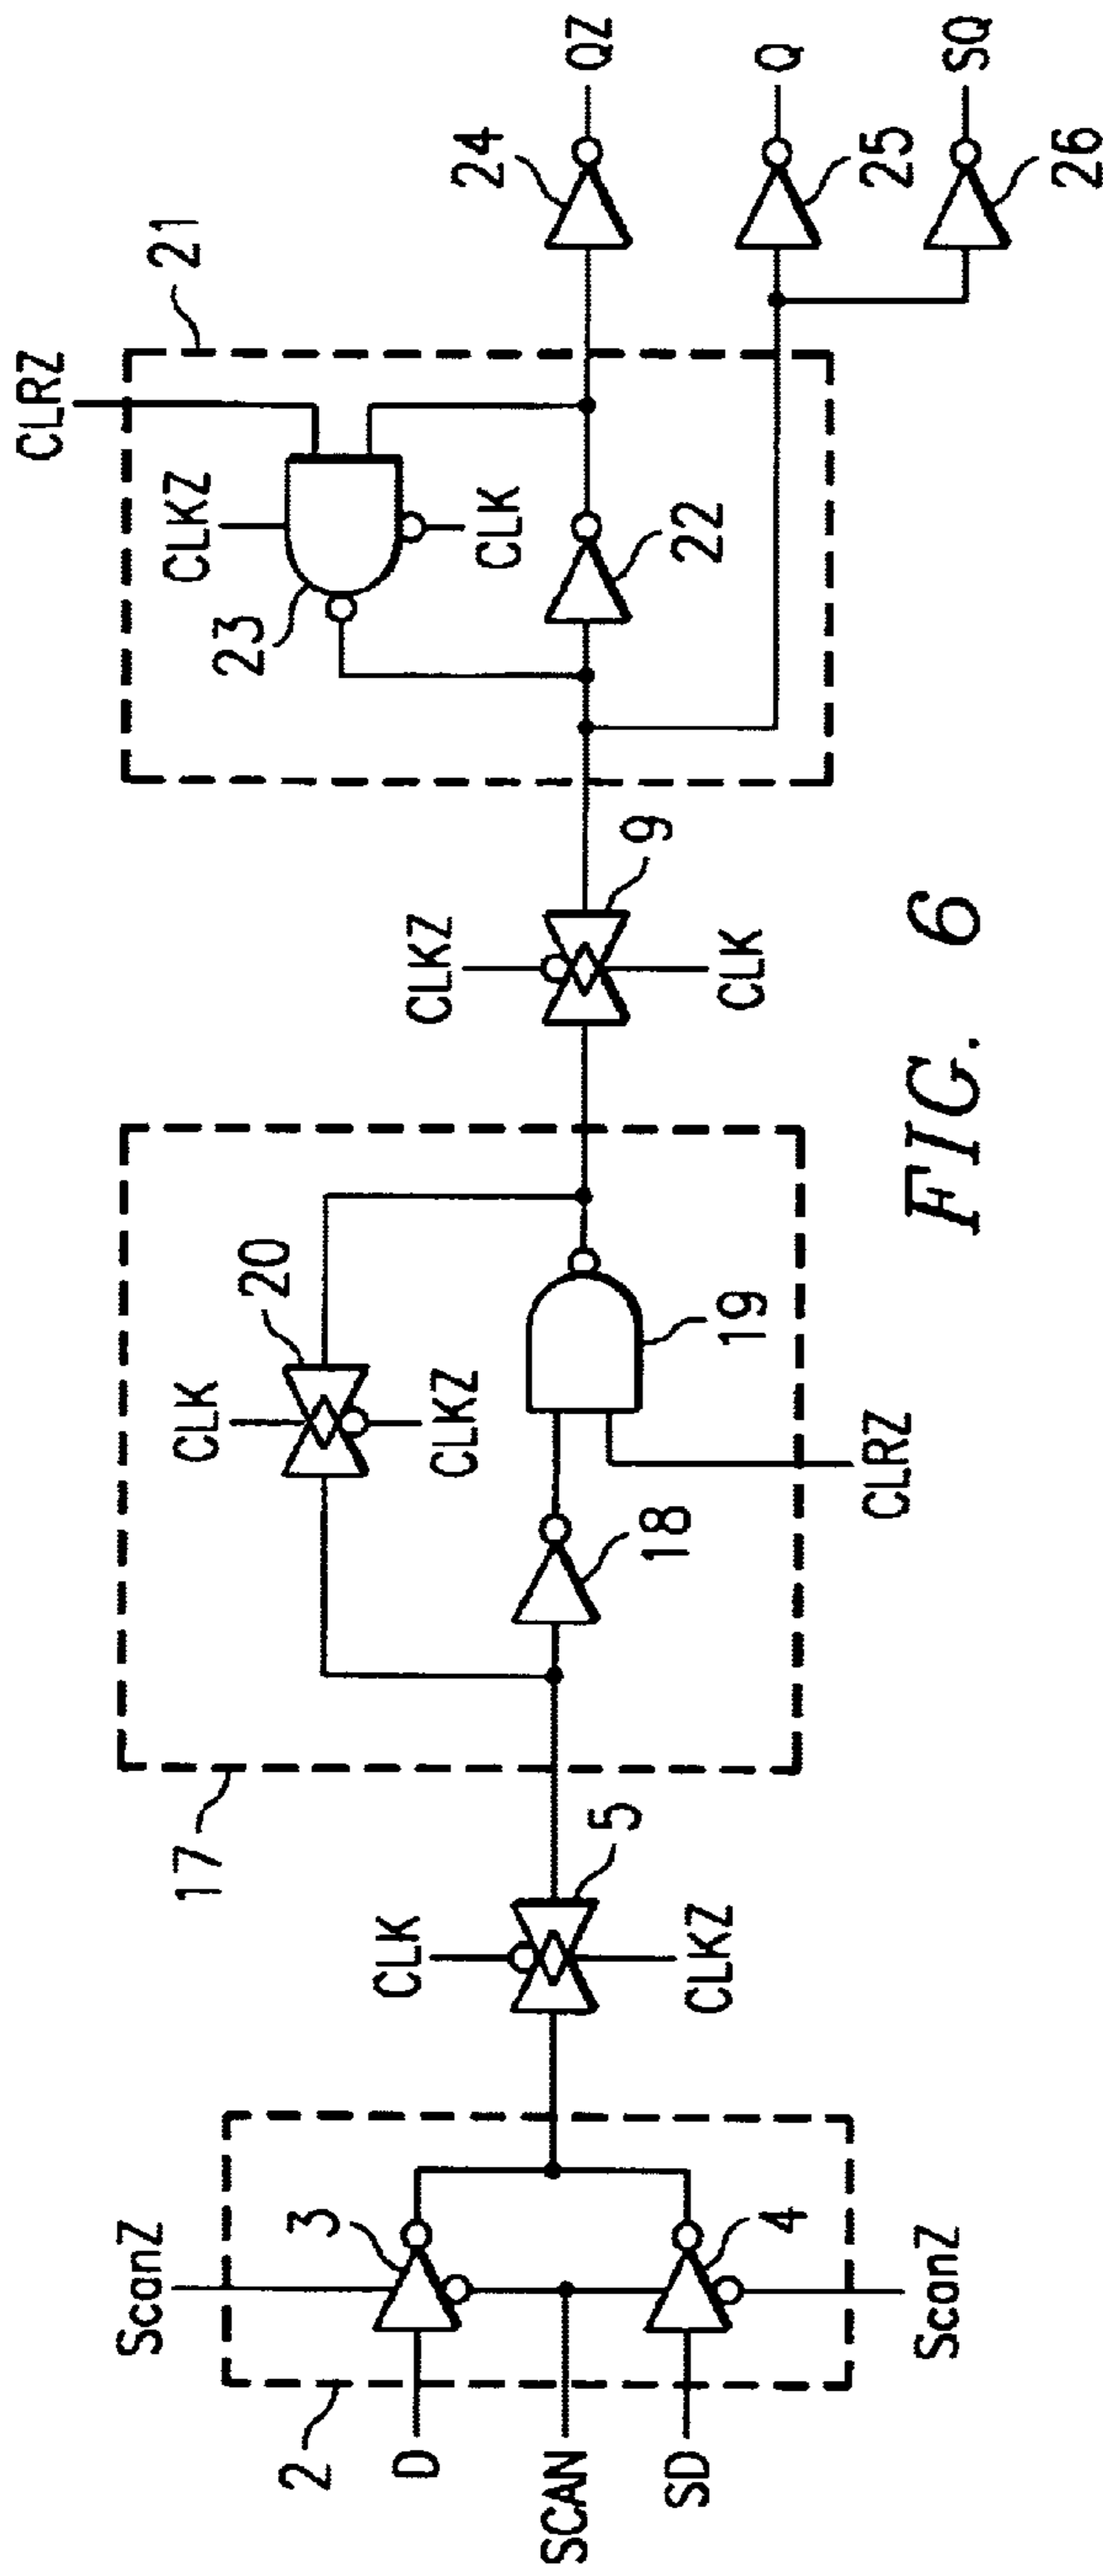 ScanZ
2
3
D
SCAN
SD
4
ScanZ
CLK
5
CLKZ
17
CLK
20
CLKZ
18
19
CLRZ
CLKZ
9
CLK
CLRZ
21
CLKZ
23
CLK
22
24
QZ
Q
25
SQ
26
FIG. 6